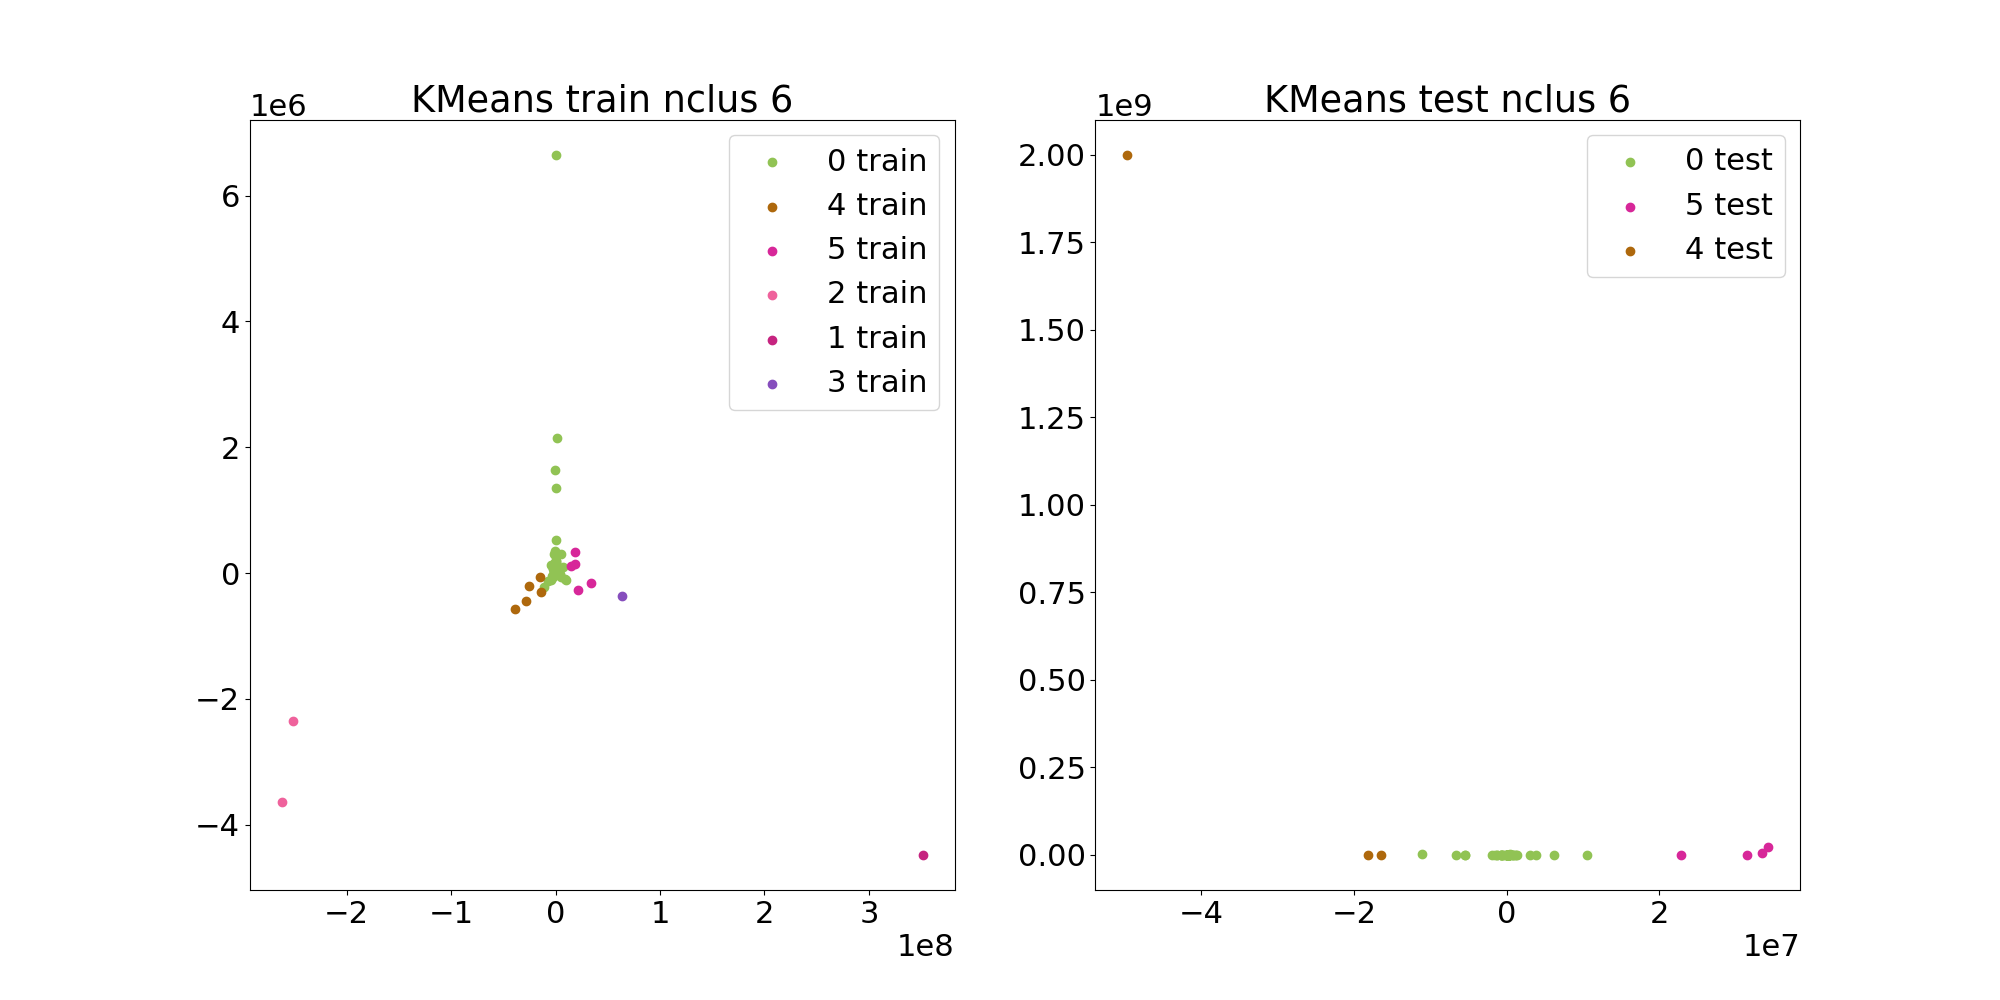 KMeans train nclus 6
1e6
0 train
4 train
5 train
2 train
1 train
3 train
6
4
2
0
−2
−4
−2
−1
0
1
2
3
1e8
KMeans test nclus 6
1e9
0 test
5 test
4 test
2.00
1.75
1.50
1.25
1.00
0.75
0.50
0.25
0.00
−4
−2
0
2
1e7